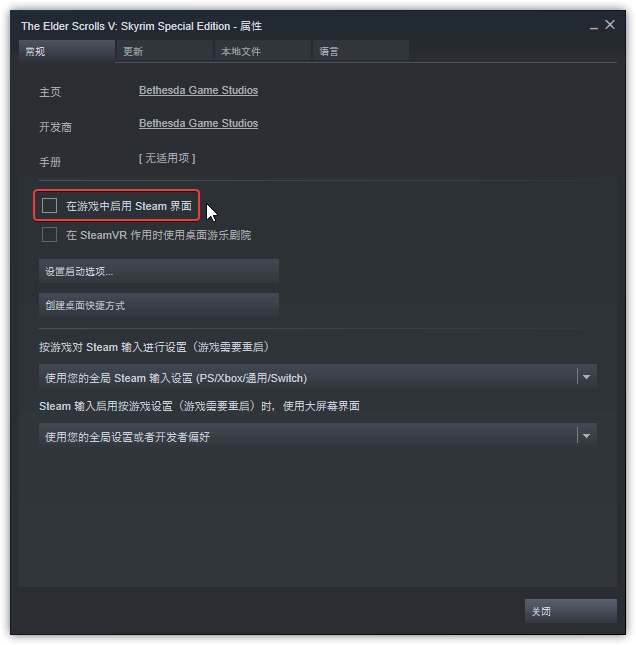 The Elder Scrolls V: Skyrim Special Edition - 属性
常规 更新 本地文件 语言
主页 Bethesda Game Studios
开发商 Bethesda Game Studios
手册 [ 无适用项 ]
在游戏中启用 Steam 界面
在 SteamVR 作用时使用桌面游乐剧院
设置启动选项...
创建桌面快捷方式
按游戏对 Steam 输入进行设置（游戏需要重启）
使用您的全局 Steam 输入设置 (PS/Xbox/通用/Switch)
Steam 输入启用按游戏设置（游戏需要重启）时，使用大屏幕界面
使用您的全局设置或者开发者偏好
关闭